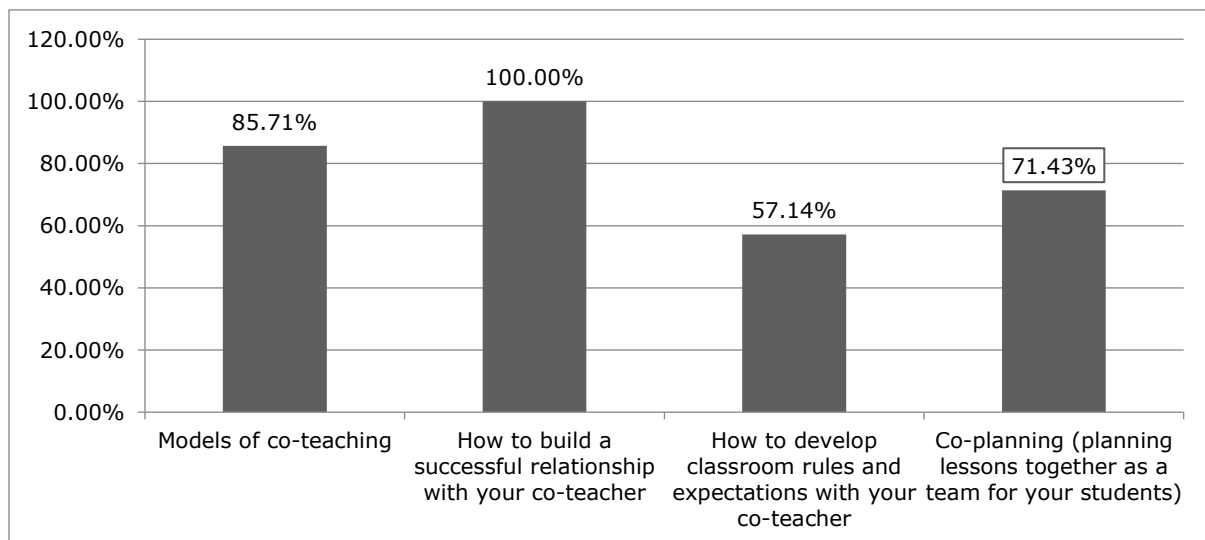 120.00%
100.00%
80.00%
60.00%
40.00%
20.00%
0.00%
85.71%
100.00%
57.14%
71.43%
Models of co-teaching
How to build a
successful relationship
with your co-teacher
How to develop
classroom rules and
expectations with your
co-teacher
Co-planning (planning
lessons together as a
team for your students)